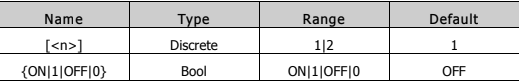 Name Type Range Default
[<n>] Discrete 1|2 1
{ON|1|OFF|0} Bool ON|1|OFF|0 OFF